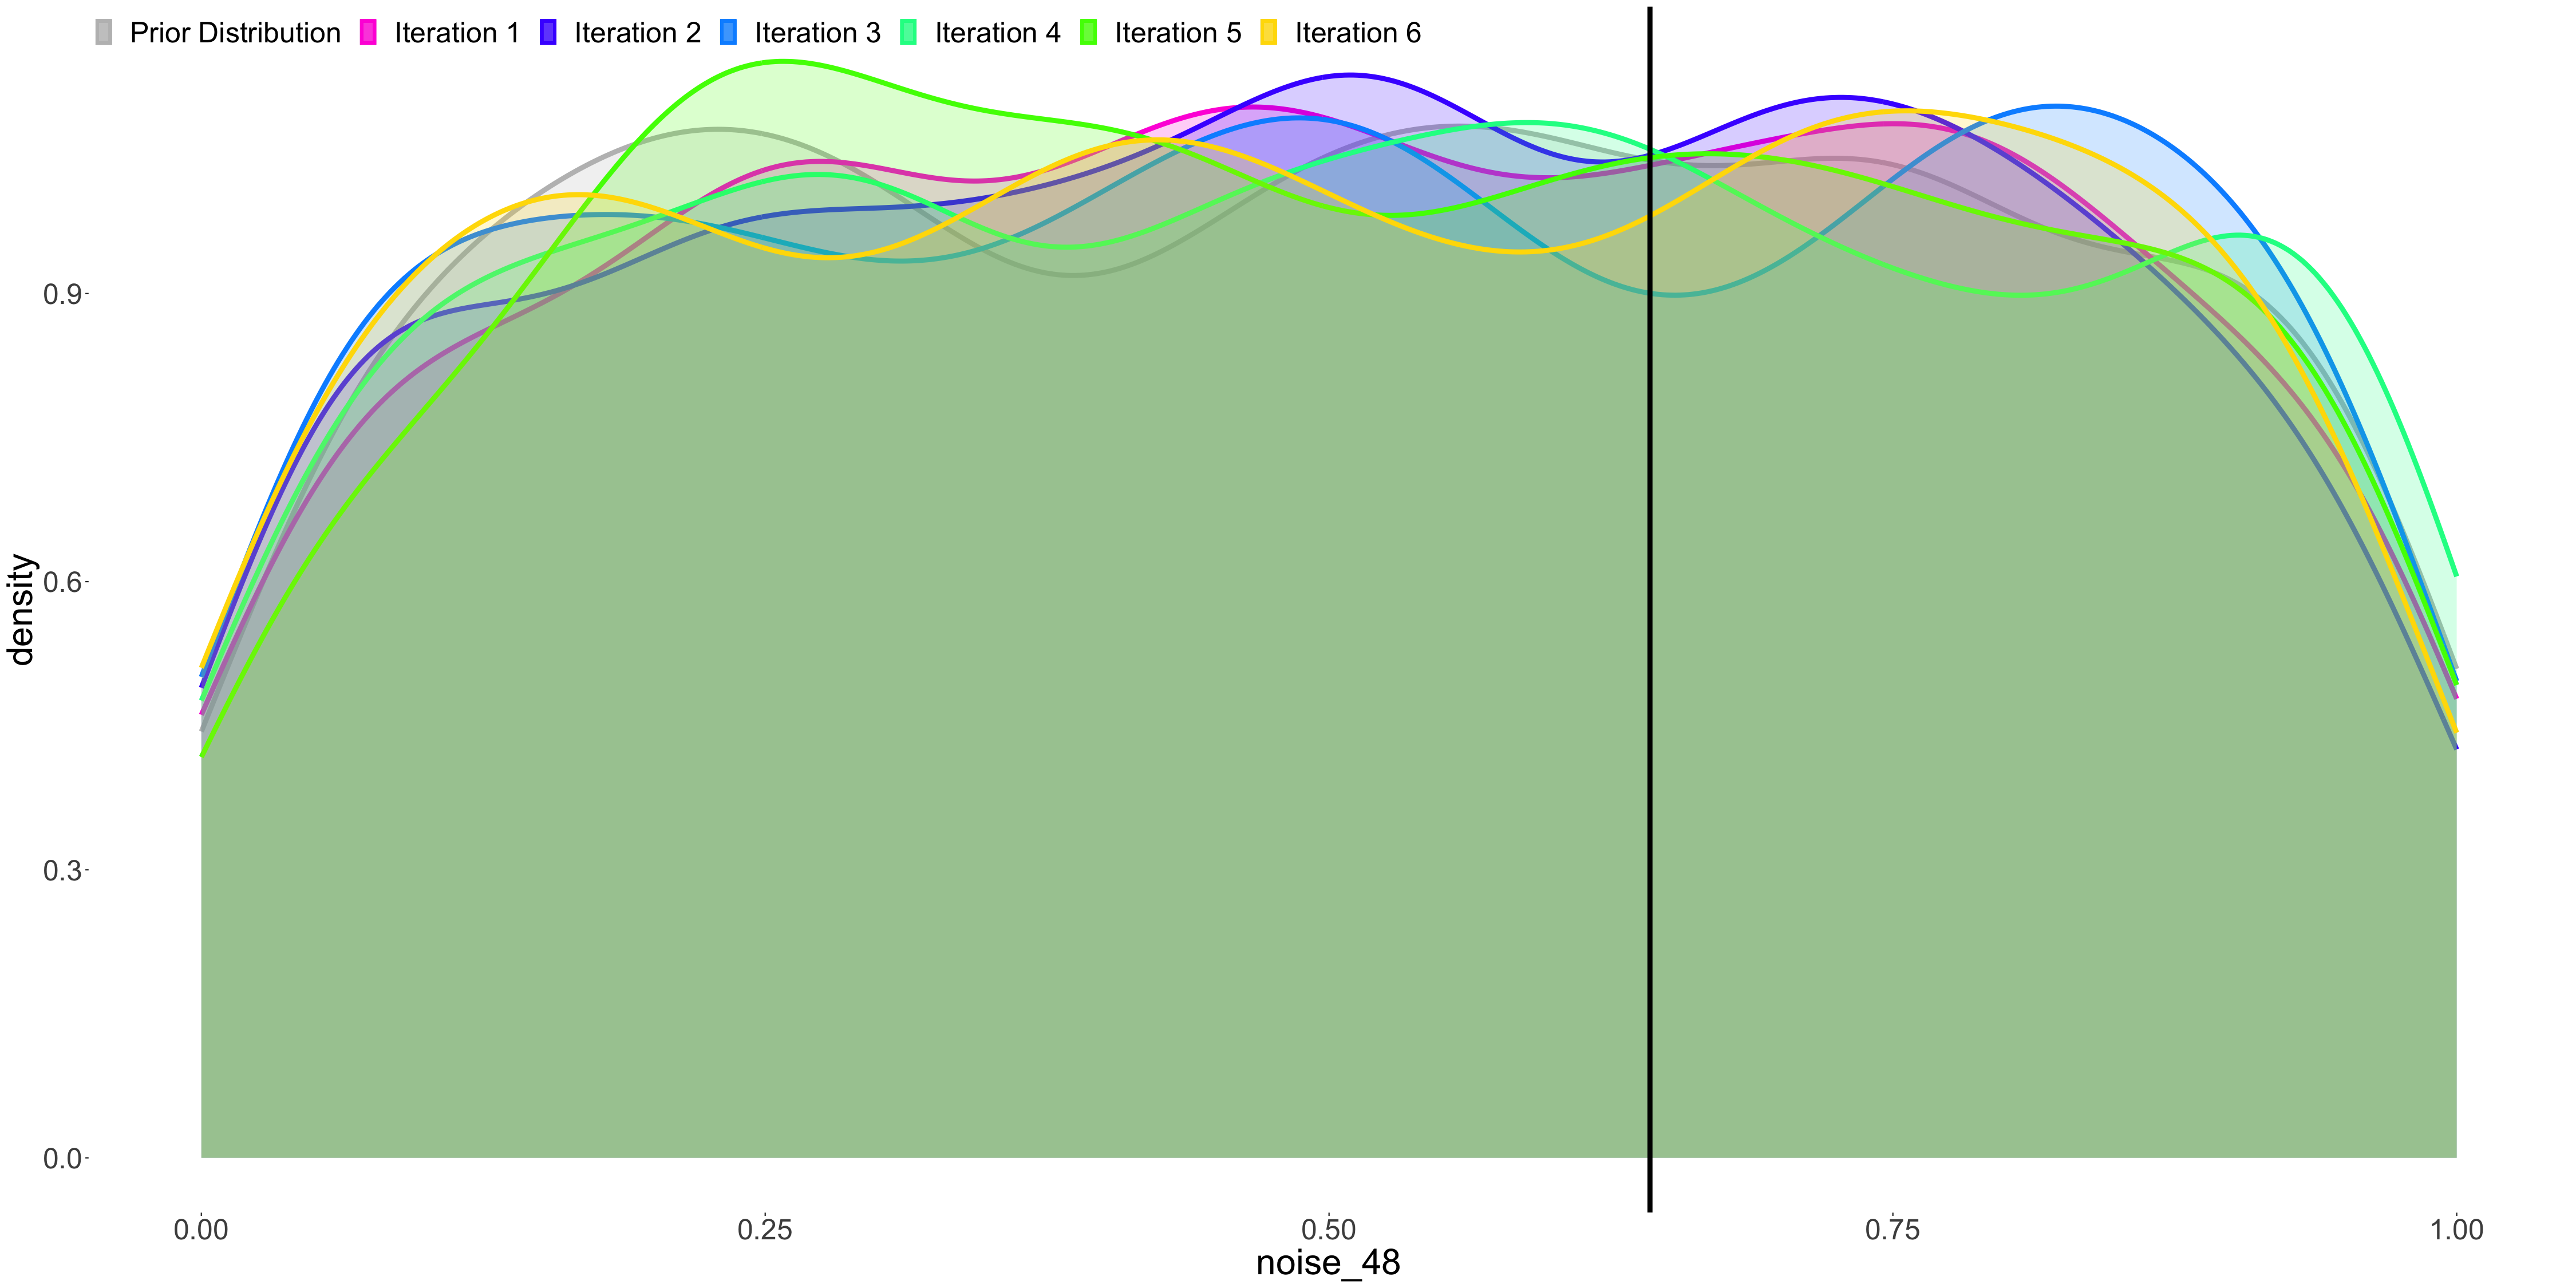 Prior Distribution Iteration 1 Iteration 2 Iteration 3 Iteration 4 Iteration 5 Iteration 6
density
0.9
0.6
0.3
0.0
0.00 0.25 0.50 0.75 1.00
noise_48